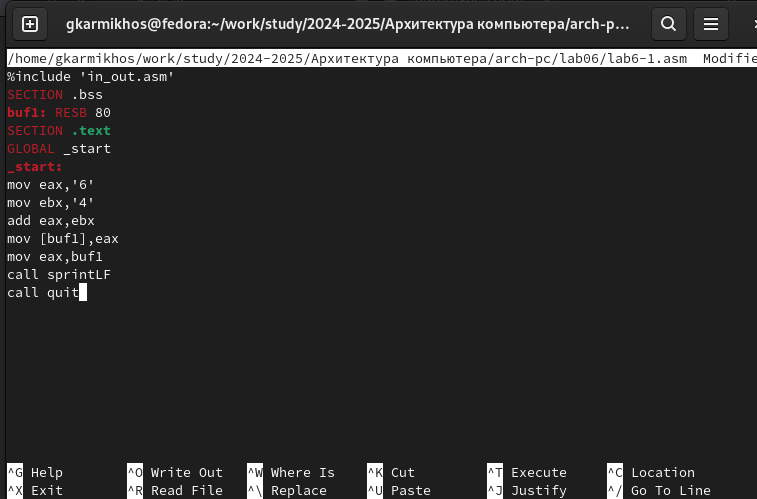 gkarmikhos@fedora:~/work/study/2024-2025/Архитектура компьютера/arch-p...
/home/gkarmikhos/work/study/2024-2025/Архитектура компьютера/arch-pc/lab06/lab6-1.asm  Modifie
%include 'in_out.asm'
SECTION .bss
buf1: RESB 80
SECTION .text
GLOBAL _start
_start:
mov eax,'6'
mov ebx,'4'
add eax,ebx
mov [buf1],eax
mov eax,buf1
call sprintLF
call quit
^G Help ^O Write Out ^W Where Is ^K Cut ^T Execute ^C Location
^X Exit ^R Read File ^\ Replace ^U Paste ^J Justify ^/ Go To Line